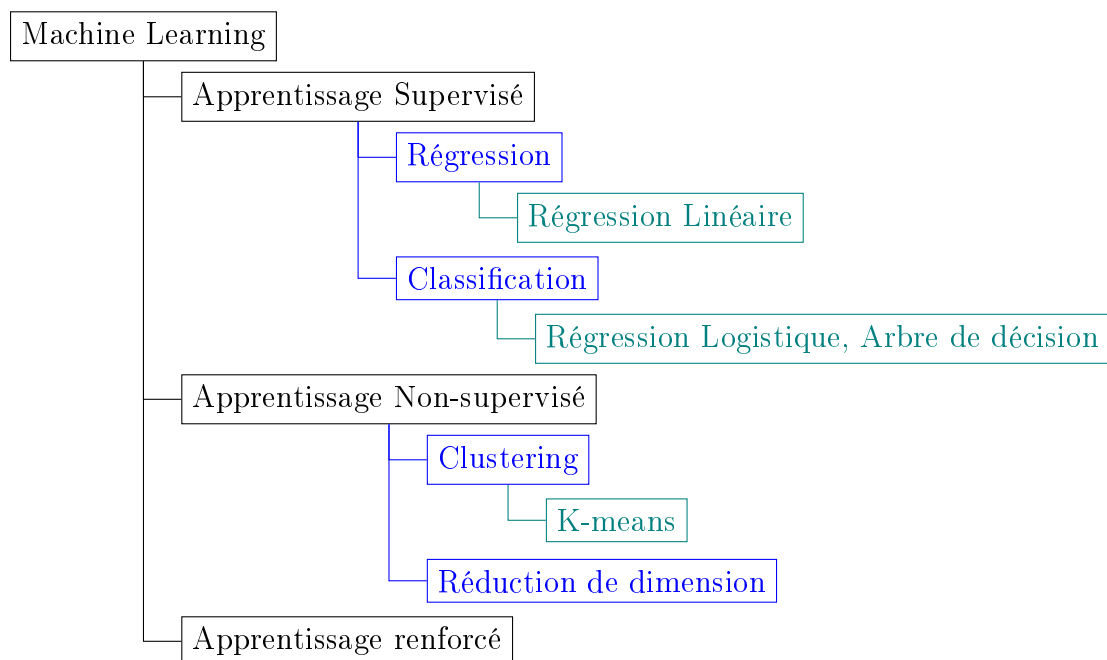 Machine Learning
Apprentissage Supervisé
Régression
Régression Linéaire
Classification
Régression Logistique, Arbre de décision
Apprentissage Non-supervisé
Clustering
K-means
Réduction de dimension
Apprentissage renforcé